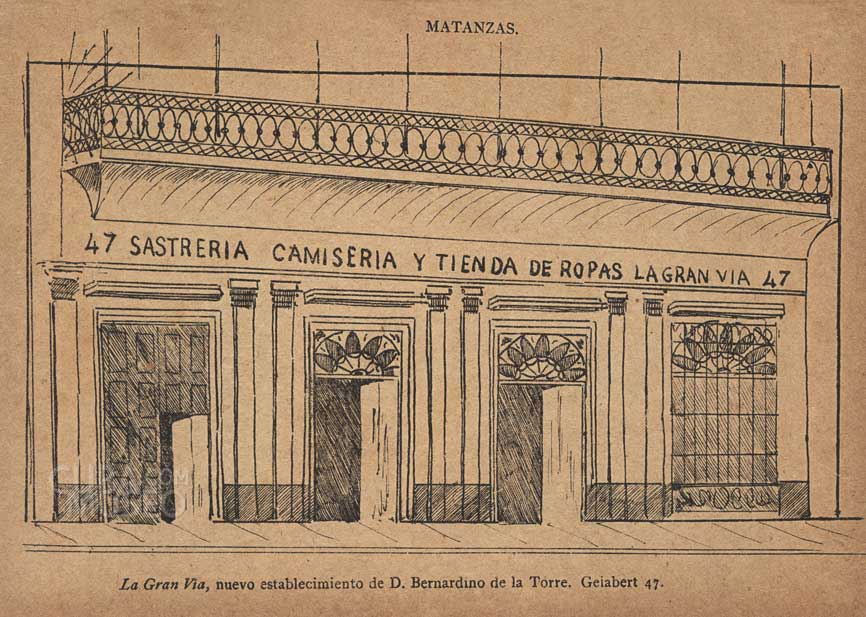 MATANZAS.
47 SASTRERIA CAMISERIA Y TIENDA DE ROPAS LA GRAN VIA 47
La Gran Via, nuevo establecimiento de D. Bernardino de la Torre. Gelabert 47.